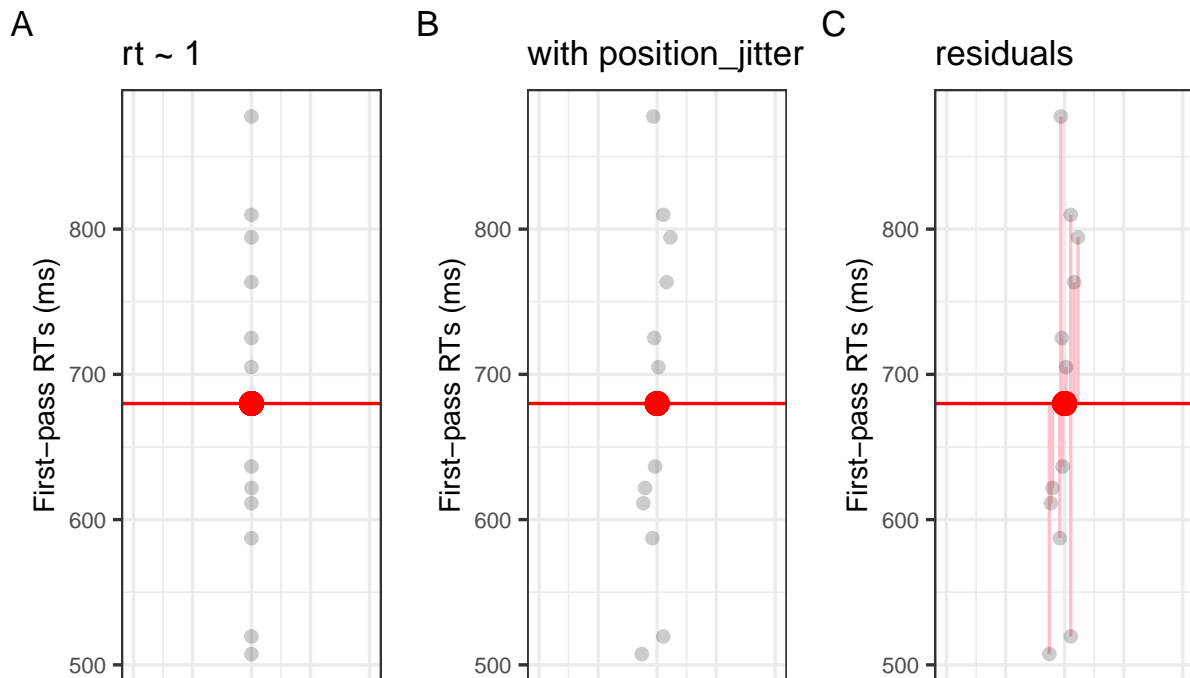 A
rt ~ 1
First−pass RTs (ms)
800
700
600
500
B
with position_jitter
First−pass RTs (ms)
800
700
600
500
C
residuals
First−pass RTs (ms)
800
700
600
500